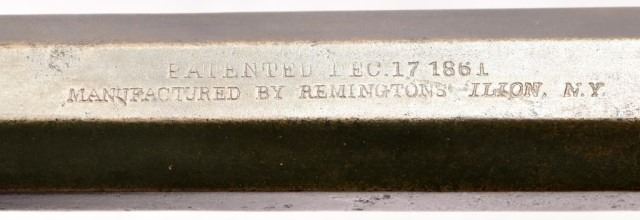 PATENTED DEC. 17 1861
MANUFACTURED BY REMINGTONS' ILION, N.Y.